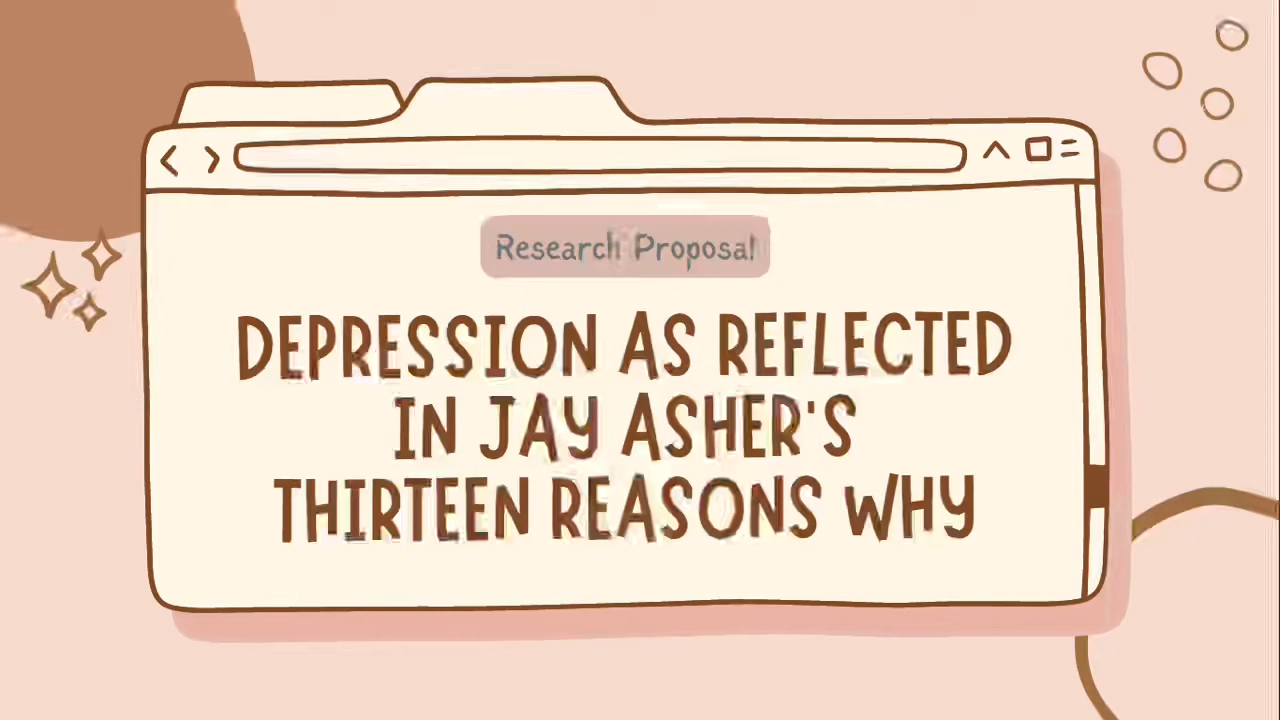 Research Proposal
DEPRESSION AS REFLECTED
IN JAY ASHER'S
THIRTEEN REASONS WHY